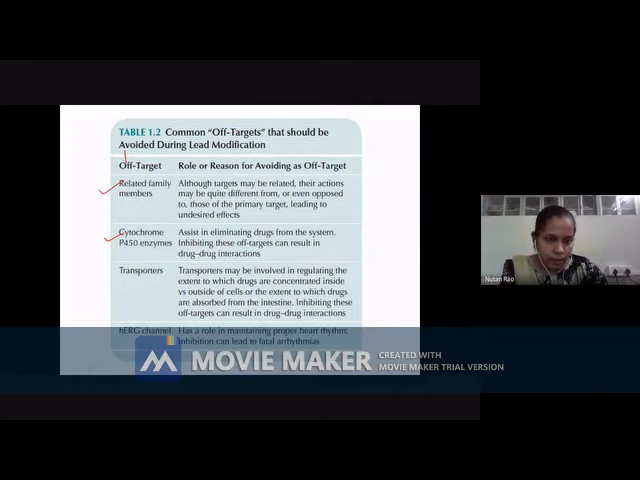 TABLE 1.2 Common "Off-Targets" that should be
Avoided During Lead Modification
Off-Target Role or Reason for Avoiding as Off-Target
Related family Although targets may be related, their actions
members may be quite different from, or even opposed
to, those of the primary target, leading to
undesired effects
Cytochrome Assist in eliminating drugs from the system.
P450 enzymes Inhibiting these off-targets can result in
drug–drug interactions
Transporters Transporters may be involved in regulating the
extent to which drugs are concentrated inside
vs outside of cells or the extent to which drugs
are absorbed from the intestine. Inhibiting these
off-targets can result in drug–drug interactions
hERG channel Has a role in maintaining proper heart rhythm;
inhibition can lead to fatal arrhythmias
Nutan Rao
MOVIE MAKER
CREATED WITH
MOVIE MAKER TRIAL VERSION